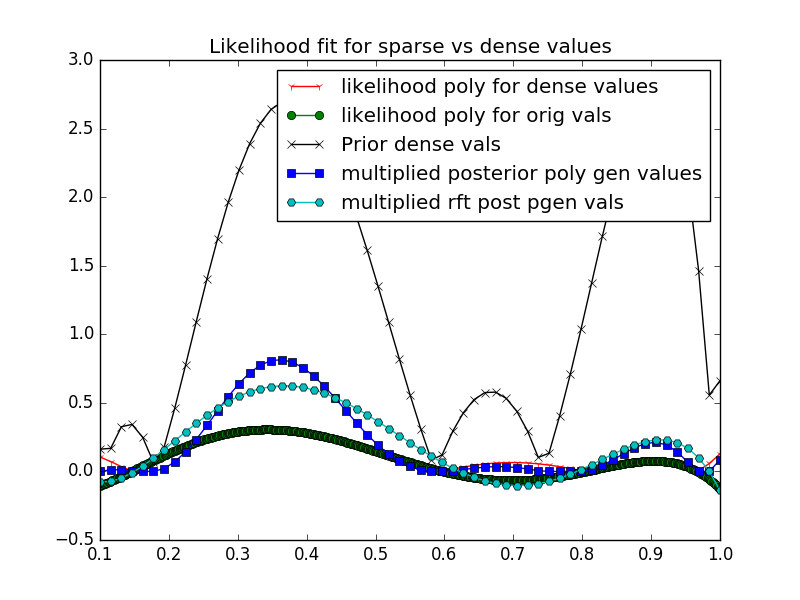 Likelihood fit for sparse vs dense values
3.0
2.5
2.0
1.5
1.0
0.5
0.0
−0.5
likelihood poly for dense values
likelihood poly for orig vals
Prior dense vals
multiplied posterior poly gen values
multiplied rft post pgen vals
0.1 0.2 0.3 0.4 0.5 0.6 0.7 0.8 0.9 1.0